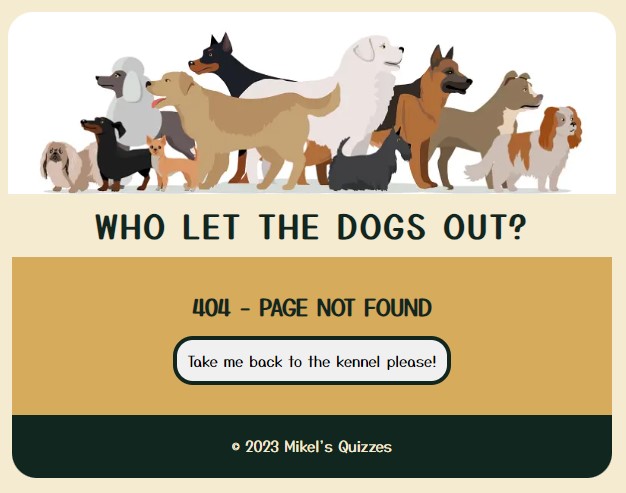 WHO LET THE DOGS OUT?
404 - PAGE NOT FOUND
Take me back to the kennel please!
© 2023 Mikel's Quizzes